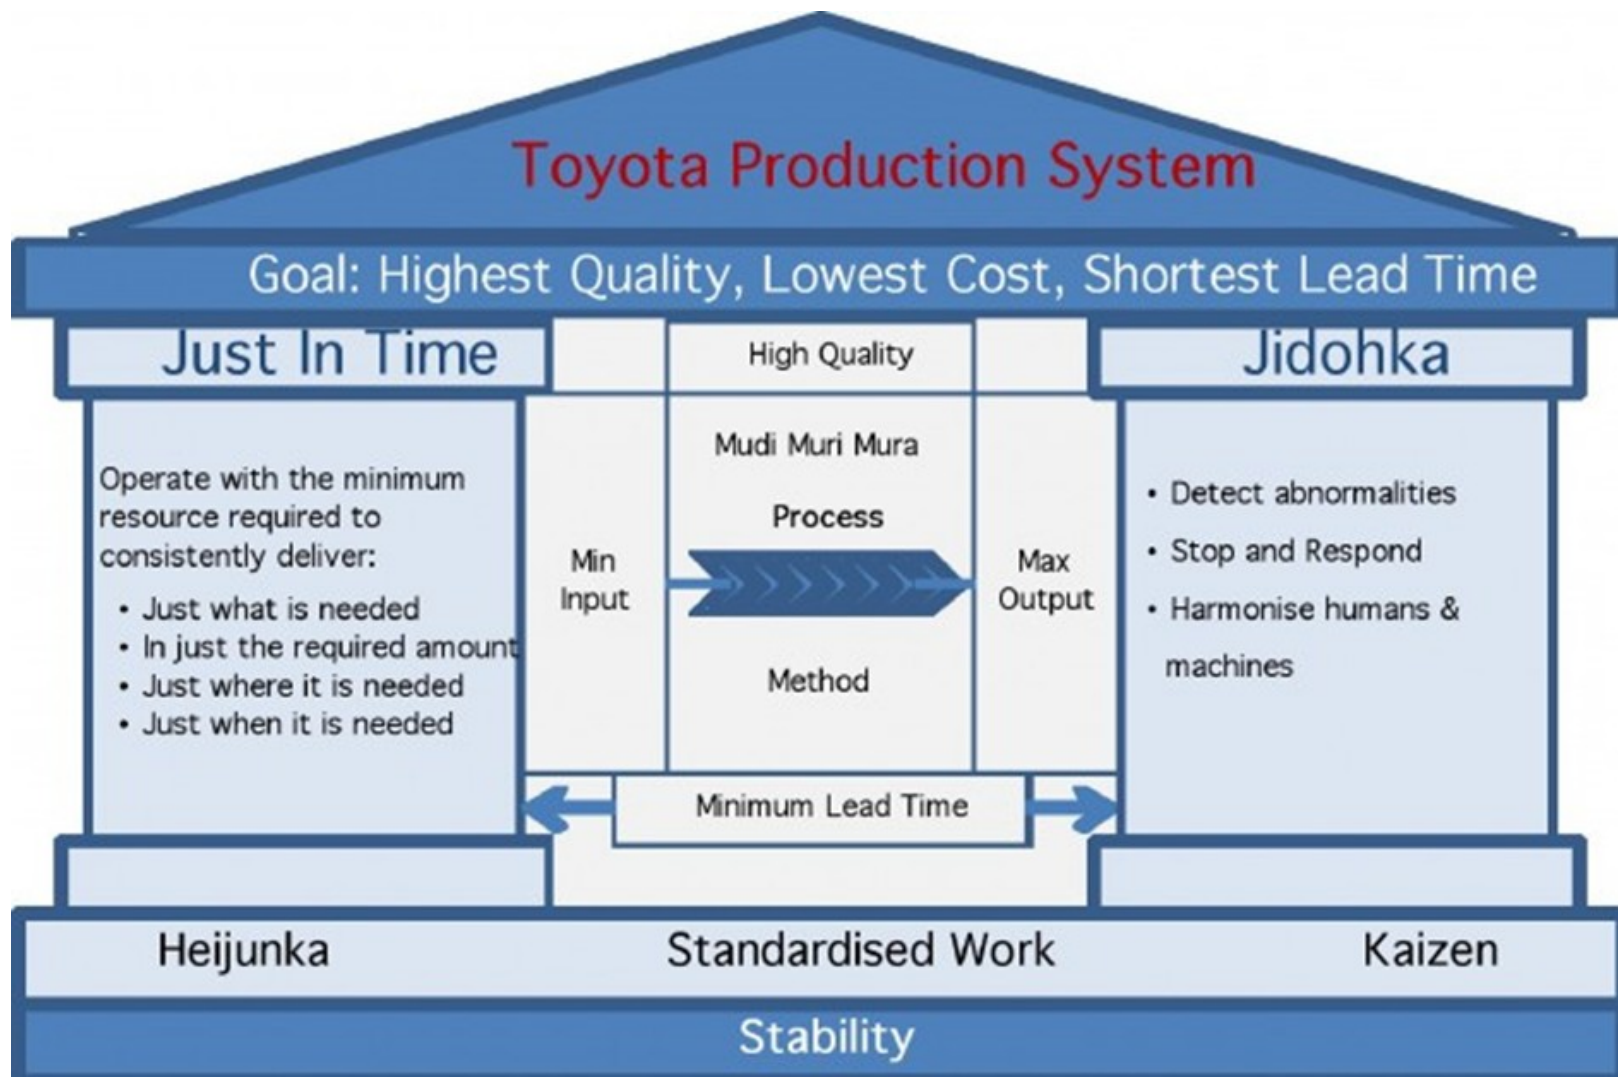 Toyota Production System
Goal: Highest Quality, Lowest Cost, Shortest Lead Time
Just In Time
Operate with the minimum
resource required to
consistently deliver:
• Just what is needed
• In just the required amount
• Just where it is needed
• Just when it is needed
High Quality
Mudi Muri Mura
Process
Min
Input
Max
Output
Method
Minimum Lead Time
Jidohka
• Detect abnormalities
• Stop and Respond
• Harmonise humans &
machines
Heijunka
Standardised Work
Kaizen
Stability